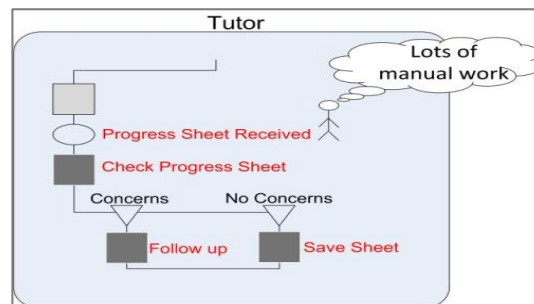 Tutor
Lots of
manual work
Progress Sheet Received
Check Progress Sheet
Concerns
No Concerns
Follow up
Save Sheet